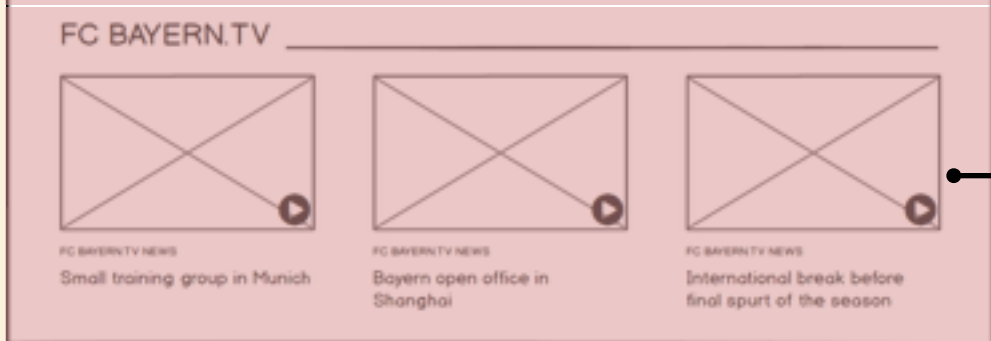 FC BAYERN.TV
FC BAYERN.TV NEWS
Small training group in Munich
FC BAYERN.TV NEWS
Bayern open office in
Shanghai
FC BAYERN.TV NEWS
International break before
final spurt of the season